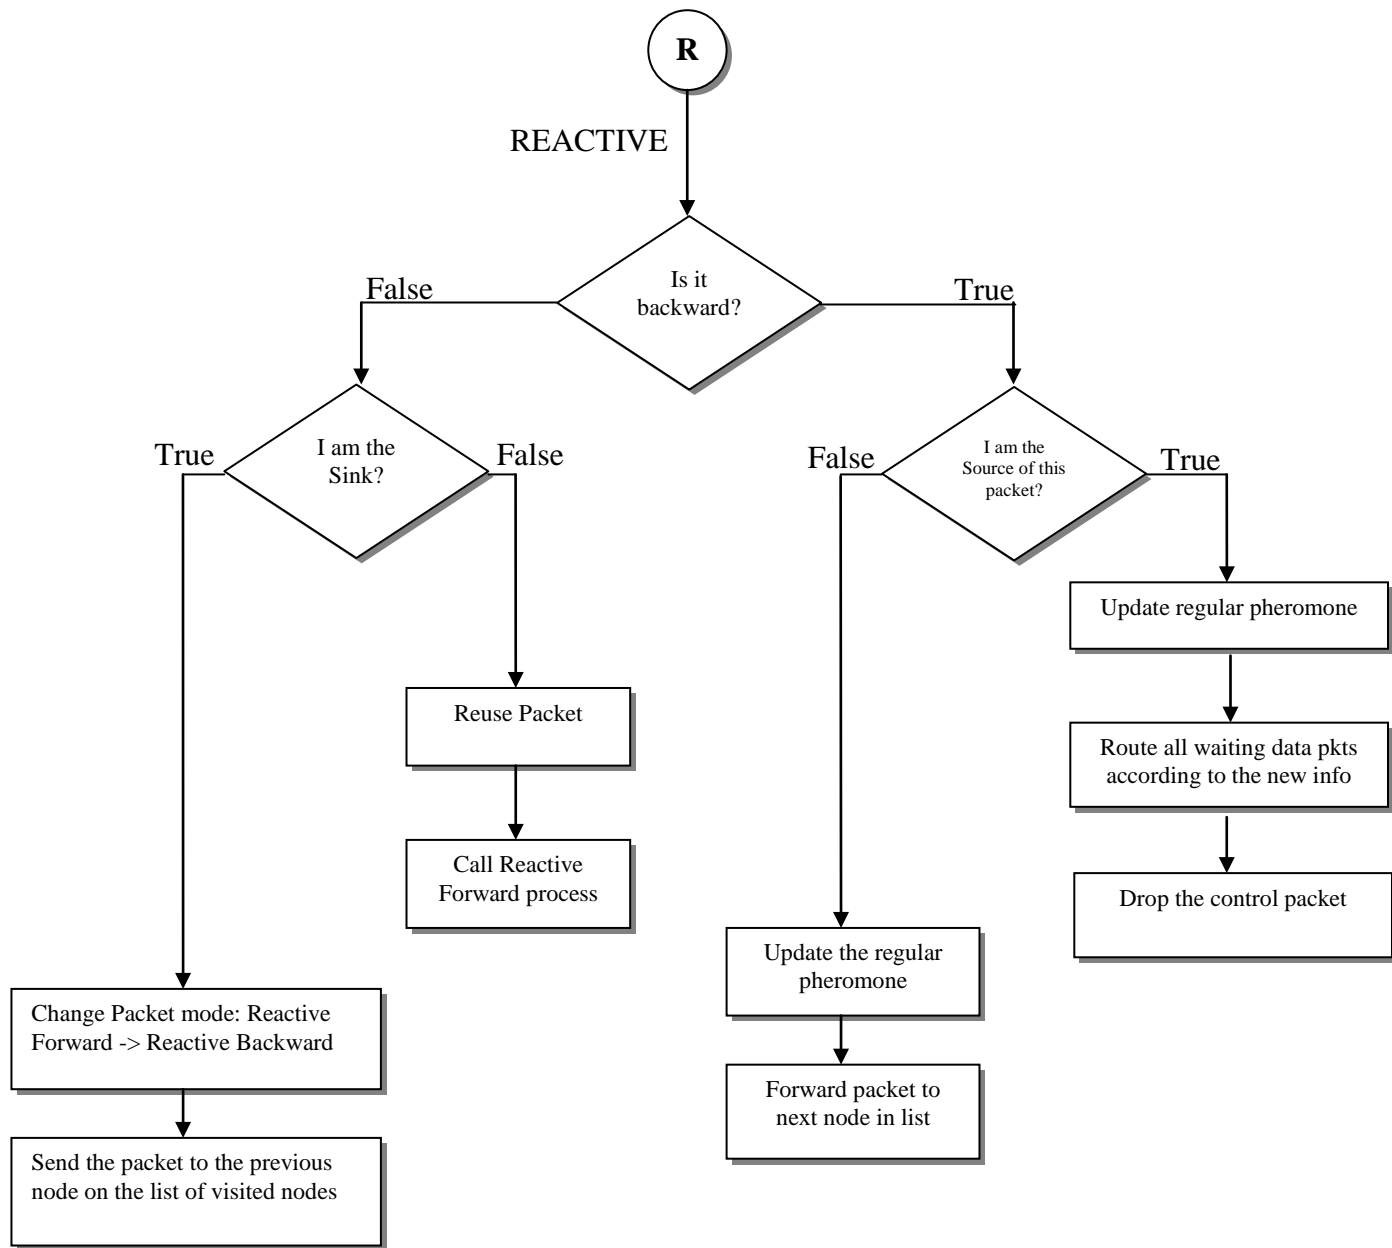 R
REACTIVE
Is it
backward?
False
True
I am the
Sink?
True
False
I am the
Source of this
packet?
False
True
Update regular pheromone
Route all waiting data pkts
according to the new info
Drop the control packet
Reuse Packet
Call Reactive
Forward process
Update the regular
pheromone
Forward packet to
next node in list
Change Packet mode: Reactive
Forward -> Reactive Backward
Send the packet to the previous
node on the list of visited nodes